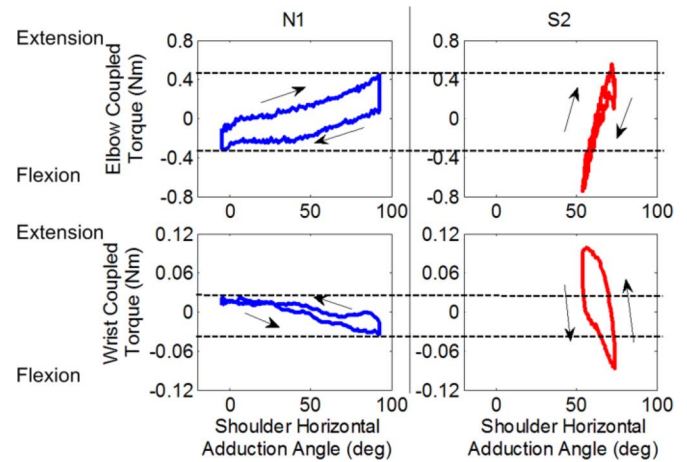 N1
S2
Extension
Elbow Coupled
Torque (Nm)
Flexion
0.8
0.4
0
-0.4
-0.8
0 50 100
0.8
0.4
0
-0.4
-0.8
0 50 100
Extension
Wrist Coupled
Torque (Nm)
Flexion
0.12
0.06
0
-0.06
-0.12
0 50 100
Shoulder Horizontal
Adduction Angle (deg)
0.12
0.06
0
-0.06
-0.12
0 50 100
Shoulder Horizontal
Adduction Angle (deg)